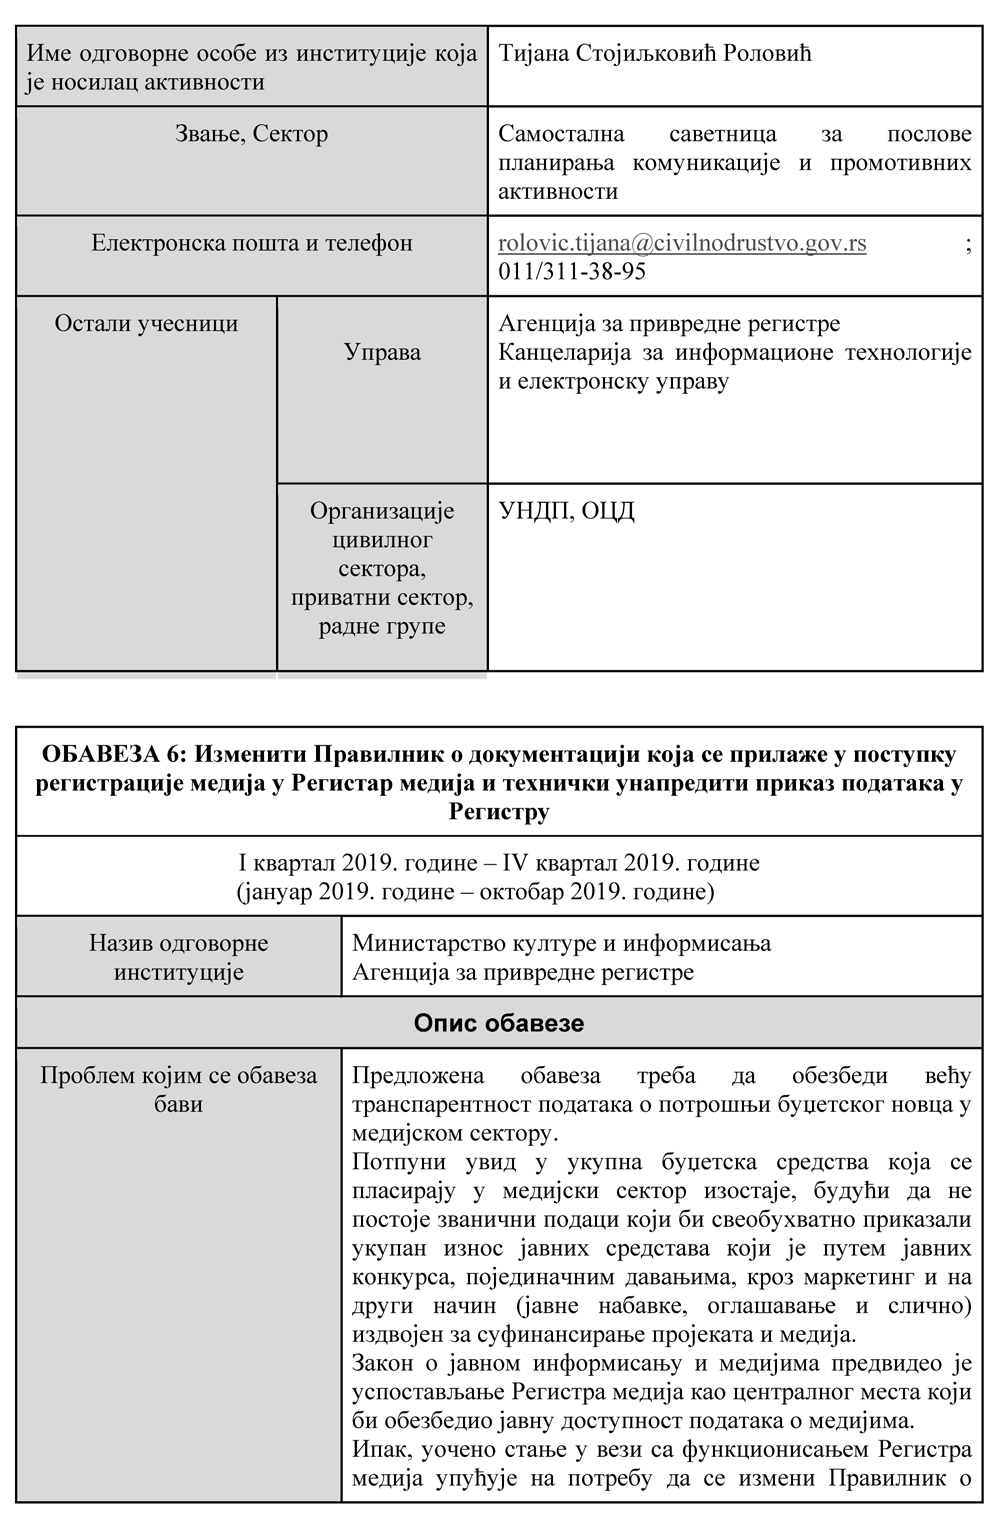 Име одговорне особе из институције која
је носилац активности
Тијана Стојиљковић Роловић
Звање, Сектор
Самостална саветница за послове
планирања комуникације и промотивних
активности
Електронска пошта и телефон
rolovic.tijana@civilnodrustvo.gov.rs ;
011/311-38-95
Остали учесници
Управа
Агенција за привредне регистре
Канцеларија за информационе технологије
и електронску управу
Организације
цивилног
сектора,
приватни сектор,
радне групе
УНДП, ОЦД
ОБАВЕЗА 6: Изменити Правилник о документацији која се прилаже у поступку
регистрације медија у Регистар медија и технички унапредити приказ података у
Регистру
I квартал 2019. године – IV квартал 2019. године
(јануар 2019. године – октобар 2019. године)
Назив одговорне
институције
Министарство културе и информисања
Агенција за привредне регистре
Опис обавезе
Проблем којим се обавеза
бави
Предложена обавеза треба да обезбеди већу
транспарентност података о потрошњи буџетског новца у
медијском сектору.
Потпуни увид у укупна буџетска средства која се
пласирају у медијски сектор изостаје, будући да не
постоје званични подаци који би свеобухватно приказали
укупан износ јавних средстава који је путем јавних
конкурса, појединачним давањима, кроз маркетинг и на
други начин (јавне набавке, оглашавање и слично)
издвојен за суфинансирање пројеката и медија.
Закон о јавном информисању и медијима предвидео је
успостављање Регистра медија као централног места који
би обезбедио јавну доступност података о медијима.
Ипак, уочено стање у вези са функционисањем Регистра
медија упућује на потребу да се измени Правилник о